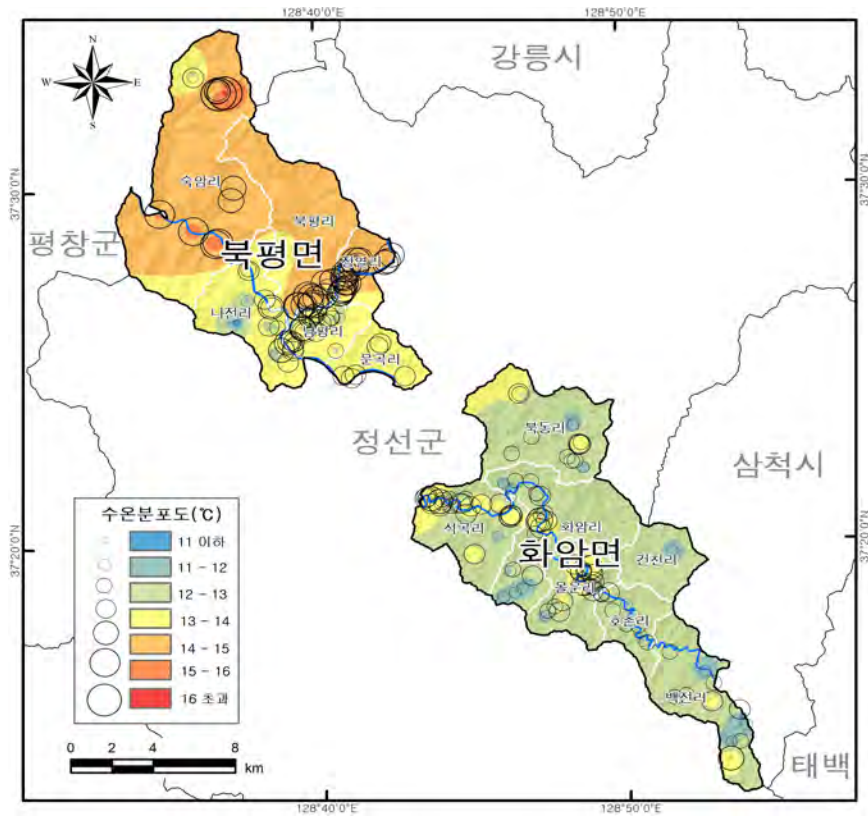 128°40'0"E 128°50'0"E
N
W E
S
강릉시
37°30'0"N 37°30'0"N
숙암리
북평리
평창군
북평면
장열리
나전리
남평리
문곡리
정선군
북동리
삼척시
수온분포도(℃)
11 이하
11 - 12
12 - 13
13 - 14
14 - 15
15 - 16
16 초과
석곡리
화암리
37°20'0"N 37°20'0"N
화암면
건천리
몰운리
호촌리
백전리
0 2 4 8
km
태백
128°40'0"E 128°50'0"E